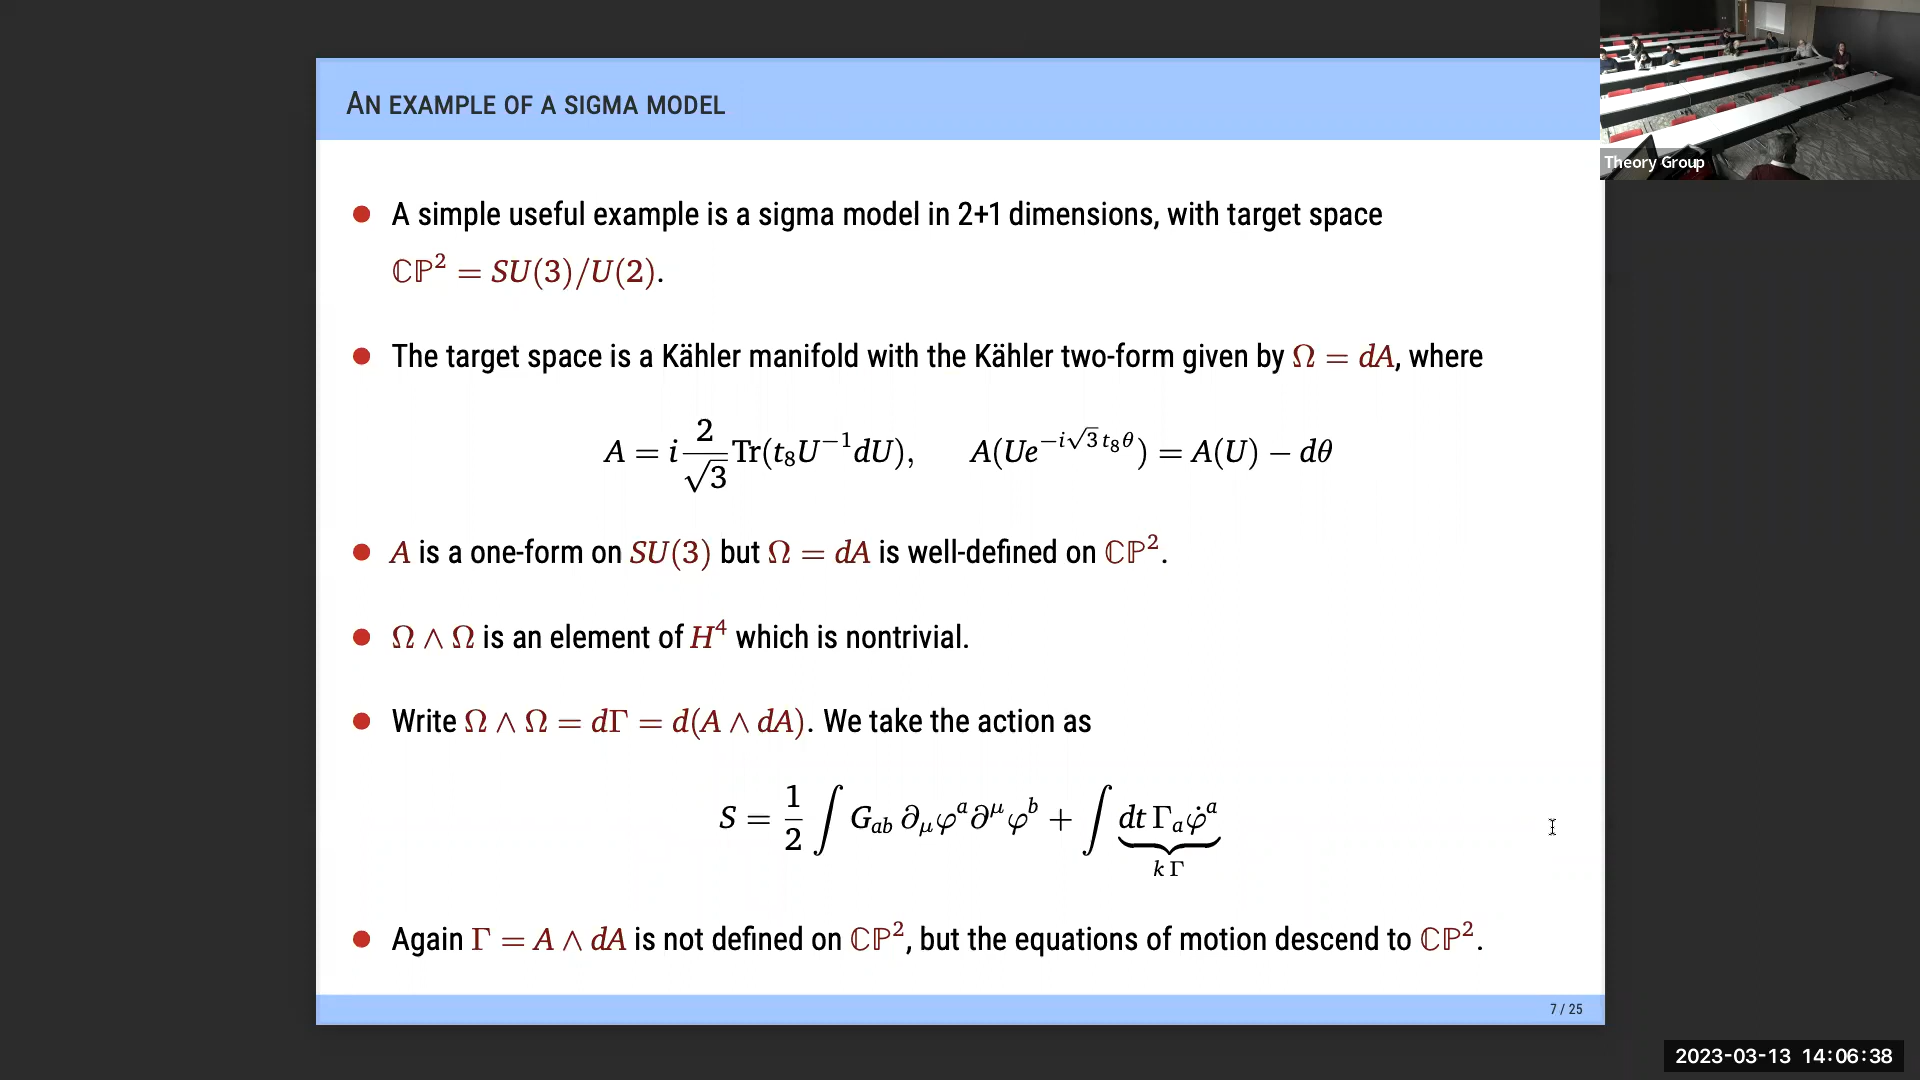 AN EXAMPLE OF A SIGMA MODEL
Theory Group
● A simple useful example is a sigma model in 2+1 dimensions, with target space
ℂℙ² = SU(3)/U(2).
● The target space is a Kähler manifold with the Kähler two-form given by Ω = dA, where
A = i 2/√3 Tr(t₈U⁻¹dU), A(Ue^{−i√3 t₈θ}) = A(U) − dθ
● A is a one-form on SU(3) but Ω = dA is well-defined on ℂℙ².
● Ω ∧ Ω is an element of H⁴ which is nontrivial.
● Write Ω ∧ Ω = dΓ = d(A ∧ dA). We take the action as
S = 1/2 ∫ G_{ab} ∂_μφ^a ∂^μφ^b + ∫ dt Γ_a φ̇^a
k Γ
● Again Γ = A ∧ dA is not defined on ℂℙ², but the equations of motion descend to ℂℙ².
7 / 25
2023-03-13 14:06:38